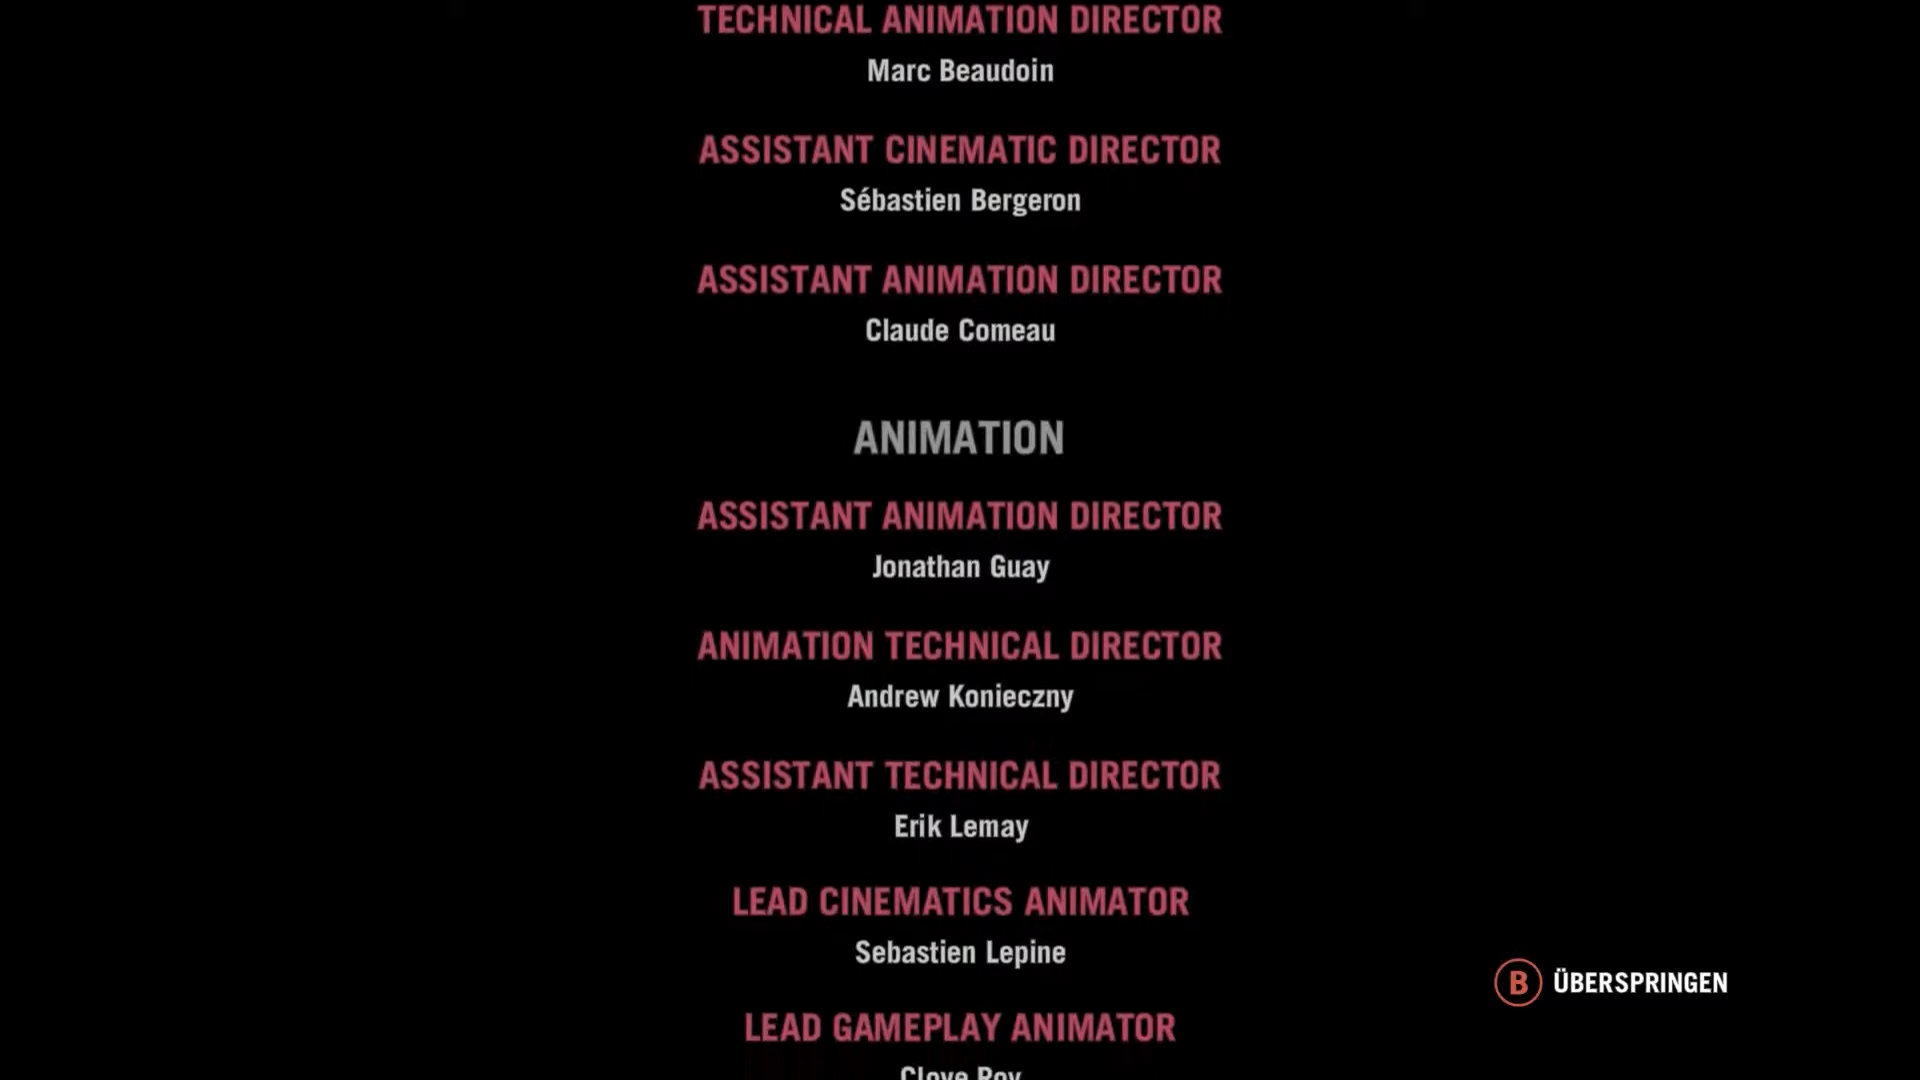 TECHNICAL ANIMATION DIRECTOR
Marc Beaudoin
ASSISTANT CINEMATIC DIRECTOR
Sébastien Bergeron
ASSISTANT ANIMATION DIRECTOR
Claude Comeau
ANIMATION
ASSISTANT ANIMATION DIRECTOR
Jonathan Guay
ANIMATION TECHNICAL DIRECTOR
Andrew Konieczny
ASSISTANT TECHNICAL DIRECTOR
Erik Lemay
LEAD CINEMATICS ANIMATOR
Sebastien Lepine
B ÜBERSPRINGEN
LEAD GAMEPLAY ANIMATOR